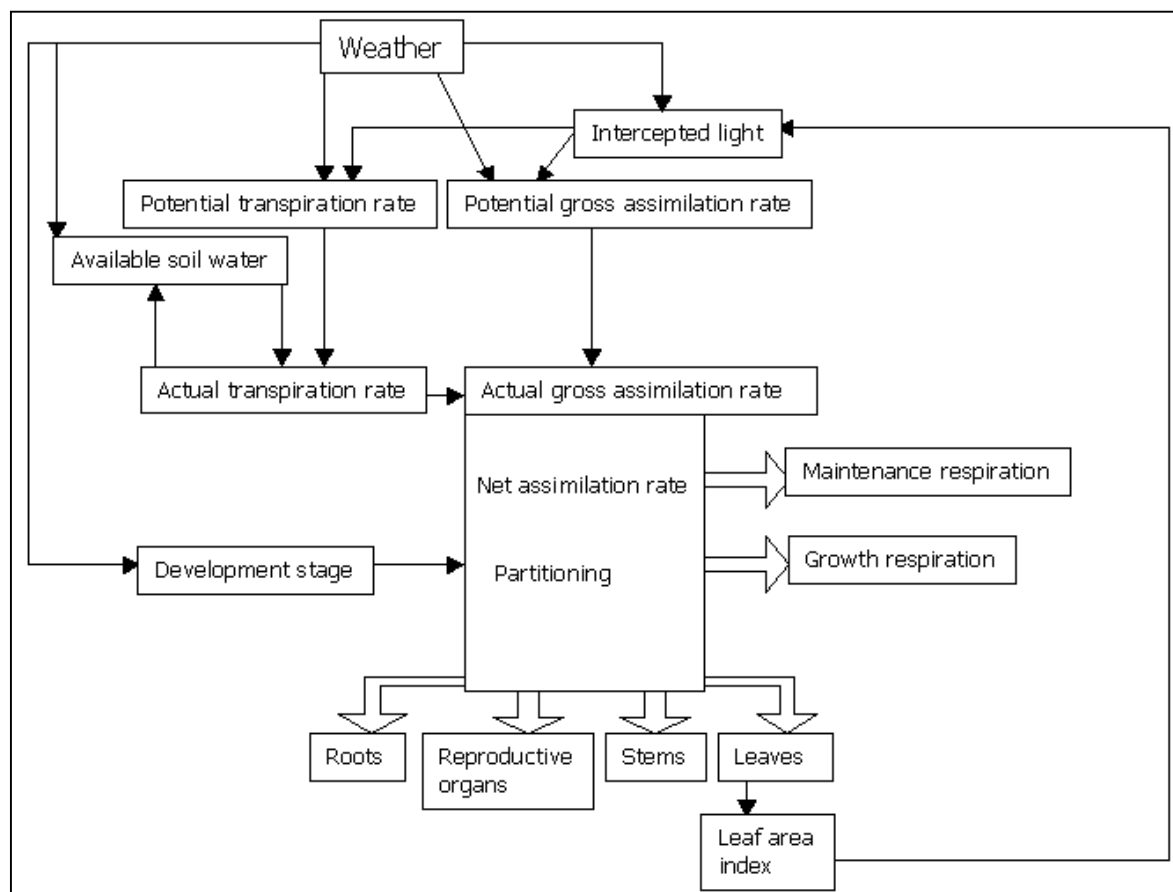 Weather
Intercepted light
Potential transpiration rate
Potential gross assimilation rate
Available soil water
Actual transpiration rate
Actual gross assimilation rate
Net assimilation rate
Maintenance respiration
Development stage
Partitioning
Growth respiration
Roots
Reproductive
organs
Stems
Leaves
Leaf area
index